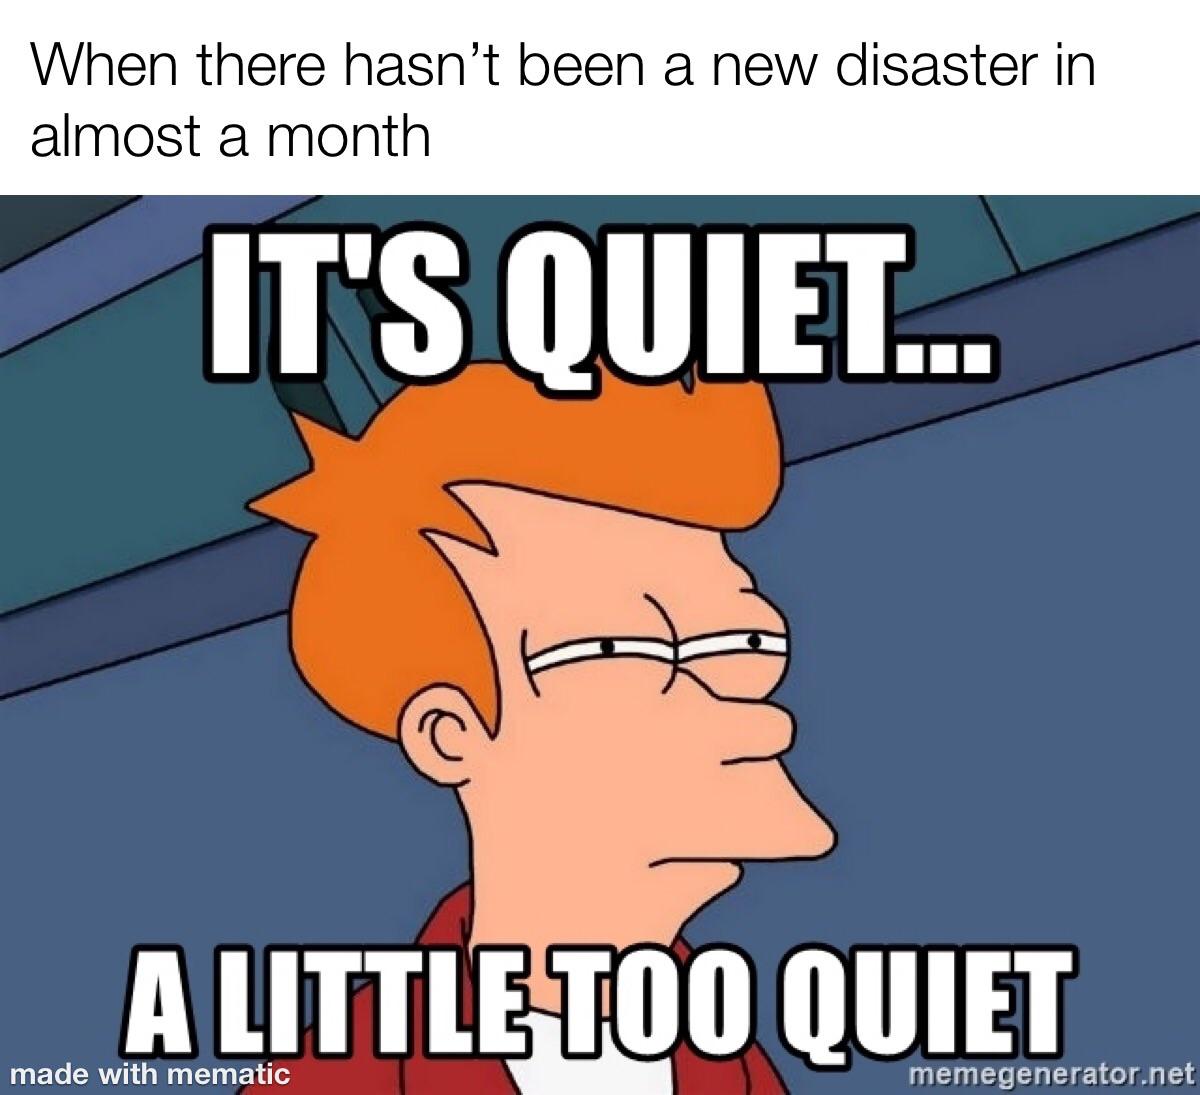 When there hasn’t been a new disaster in
almost a month
IT'S QUIET...
A LITTLE TOO QUIET
made with mematic
memegenerator.net